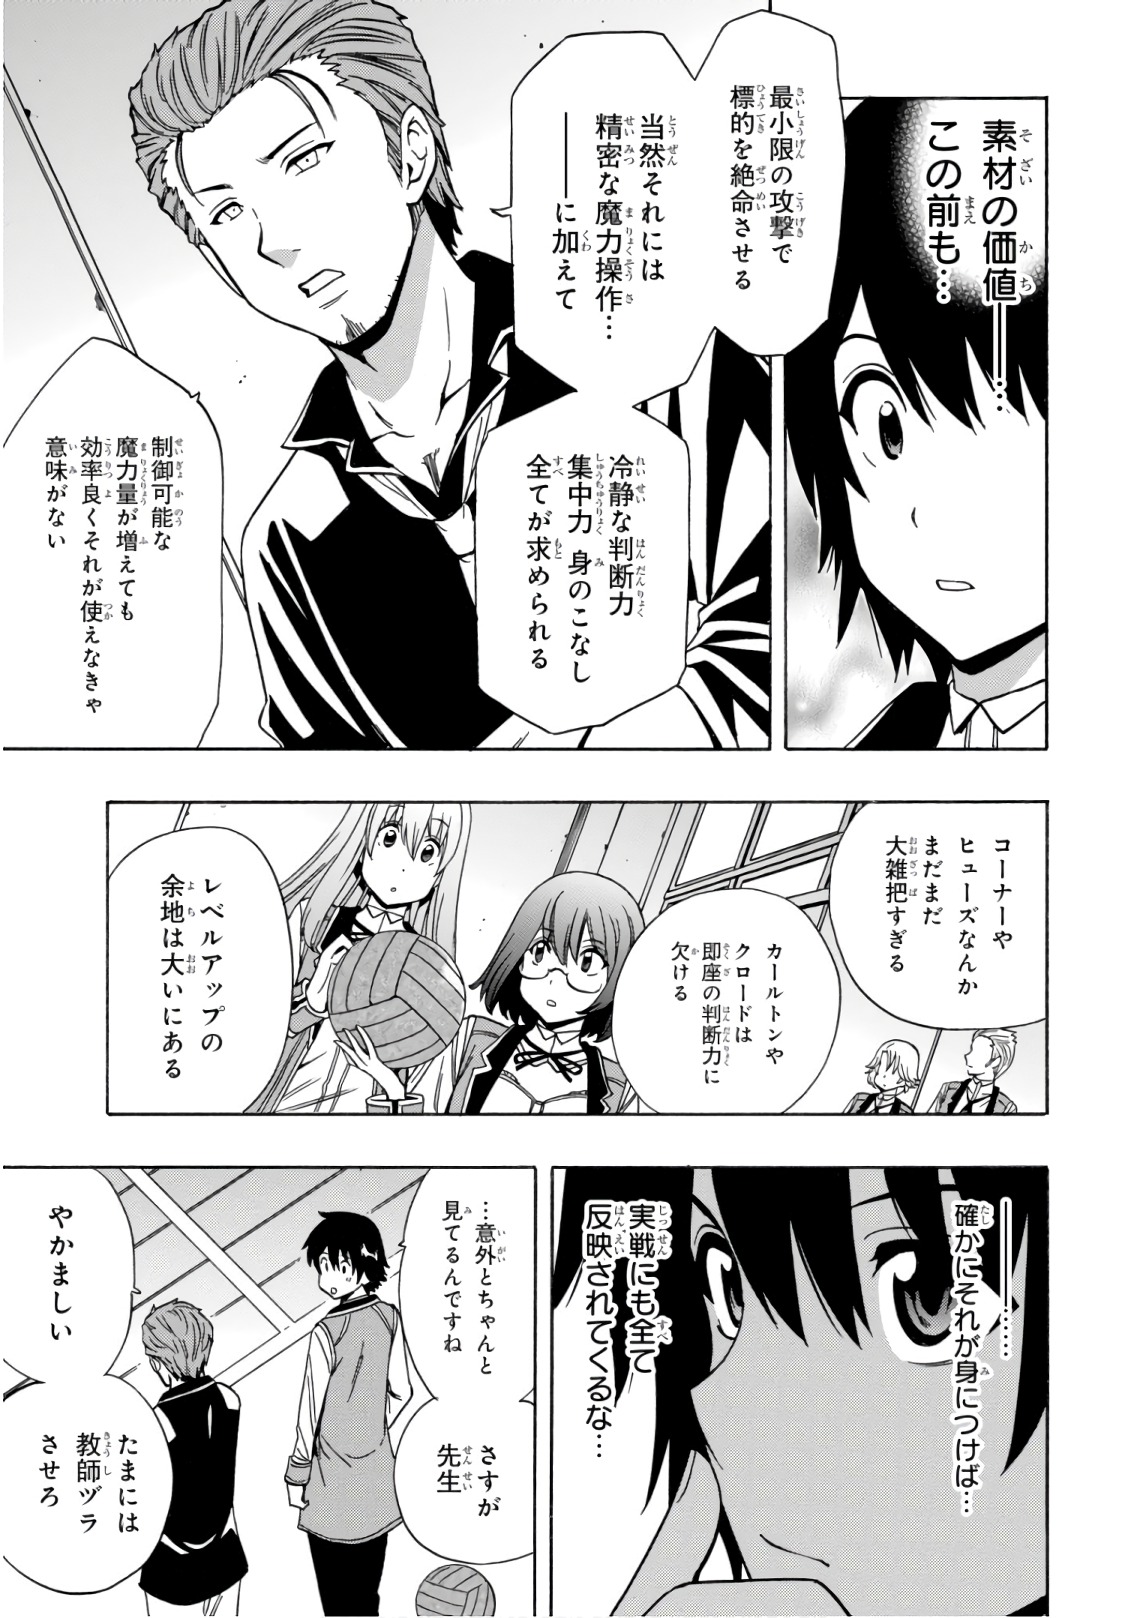 素材の価値――…
この前も…
最小限の攻撃で
標的を絶命させる
当然それには
精密な魔力操作…
――に加えて
冷静な判断力
集中力 身のこなし
全てが求められる
制御可能な
魔力量が増えても
効率良くそれが使えなきゃ
意味がない
コーナーや
ヒューズなんか
まだまだ
大雑把すぎる
カールトンや
クロードは
即座の判断力に
欠ける
レベルアップの
余地は大いにある
――……
確かにそれが身につけば…
実戦にも全て
反映されてくるな…
…意外とちゃんと
見てるんですね
さすが
先生
やかましい
たまには
教師ヅラ
させろ